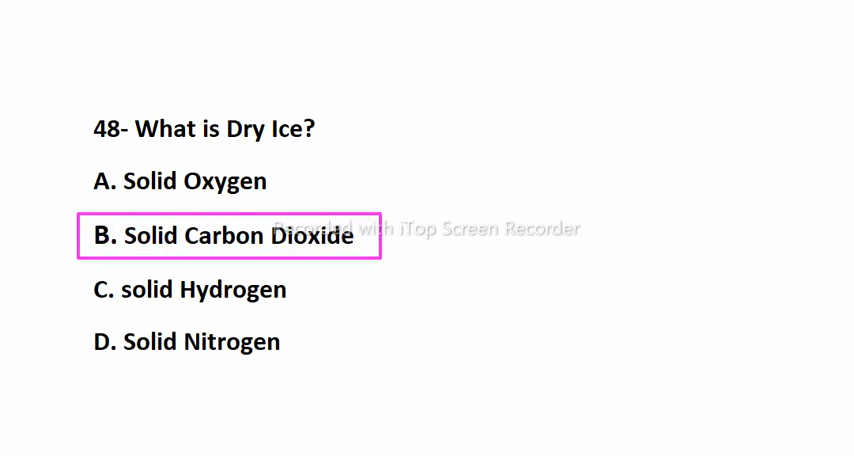 48- What is Dry Ice?
A. Solid Oxygen
B. Solid Carbon Dioxide
Recorded with iTop Screen Recorder
C. solid Hydrogen
D. Solid Nitrogen